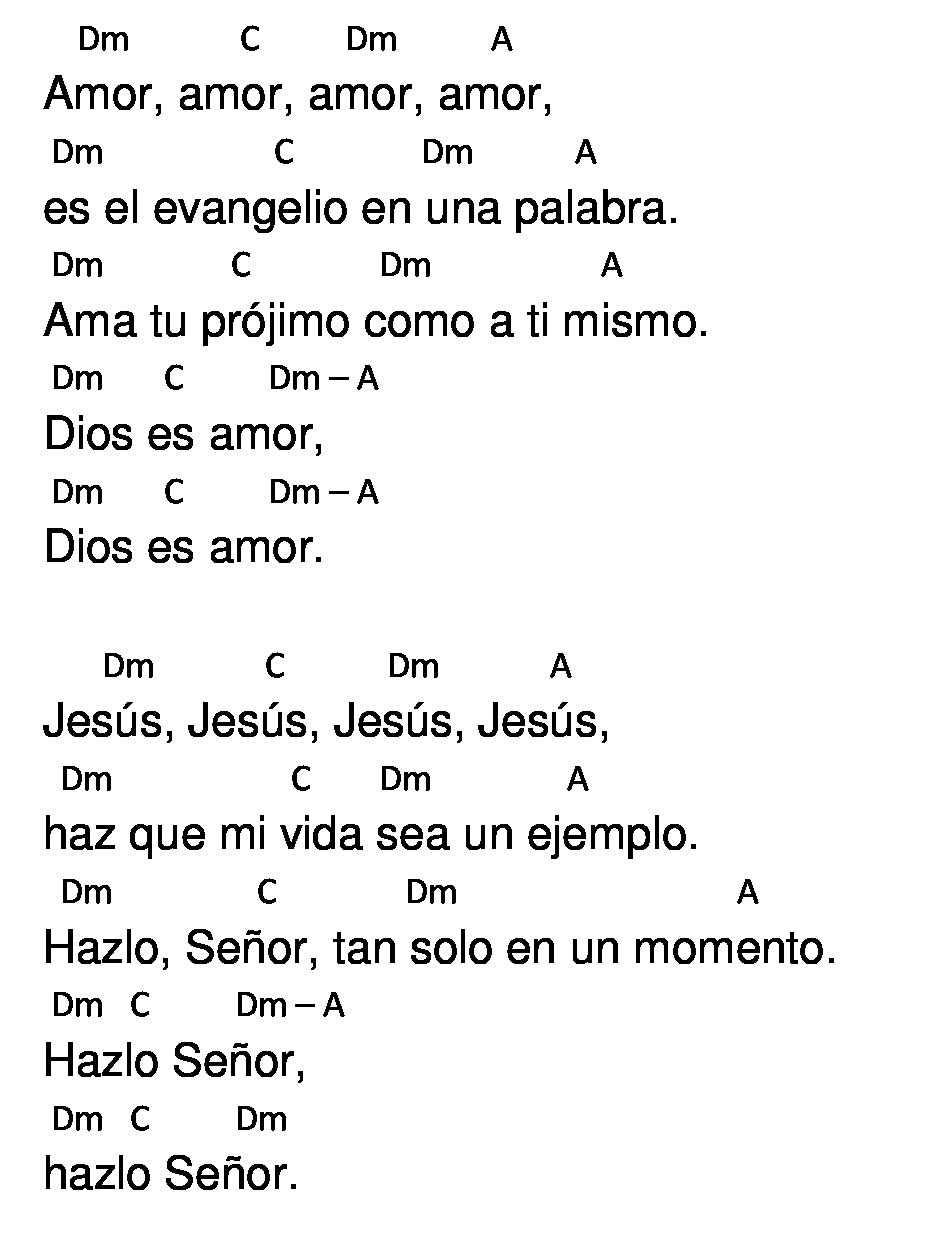 Dm C Dm A
Amor, amor, amor, amor,
Dm C Dm A
es el evangelio en una palabra.
Dm C Dm A
Ama tu prójimo como a ti mismo.
Dm C Dm – A
Dios es amor,
Dm C Dm – A
Dios es amor.
Dm C Dm A
Jesús, Jesús, Jesús, Jesús,
Dm C Dm A
haz que mi vida sea un ejemplo.
Dm C Dm A
Hazlo, Señor, tan solo en un momento.
Dm C Dm – A
Hazlo Señor,
Dm C Dm
hazlo Señor.